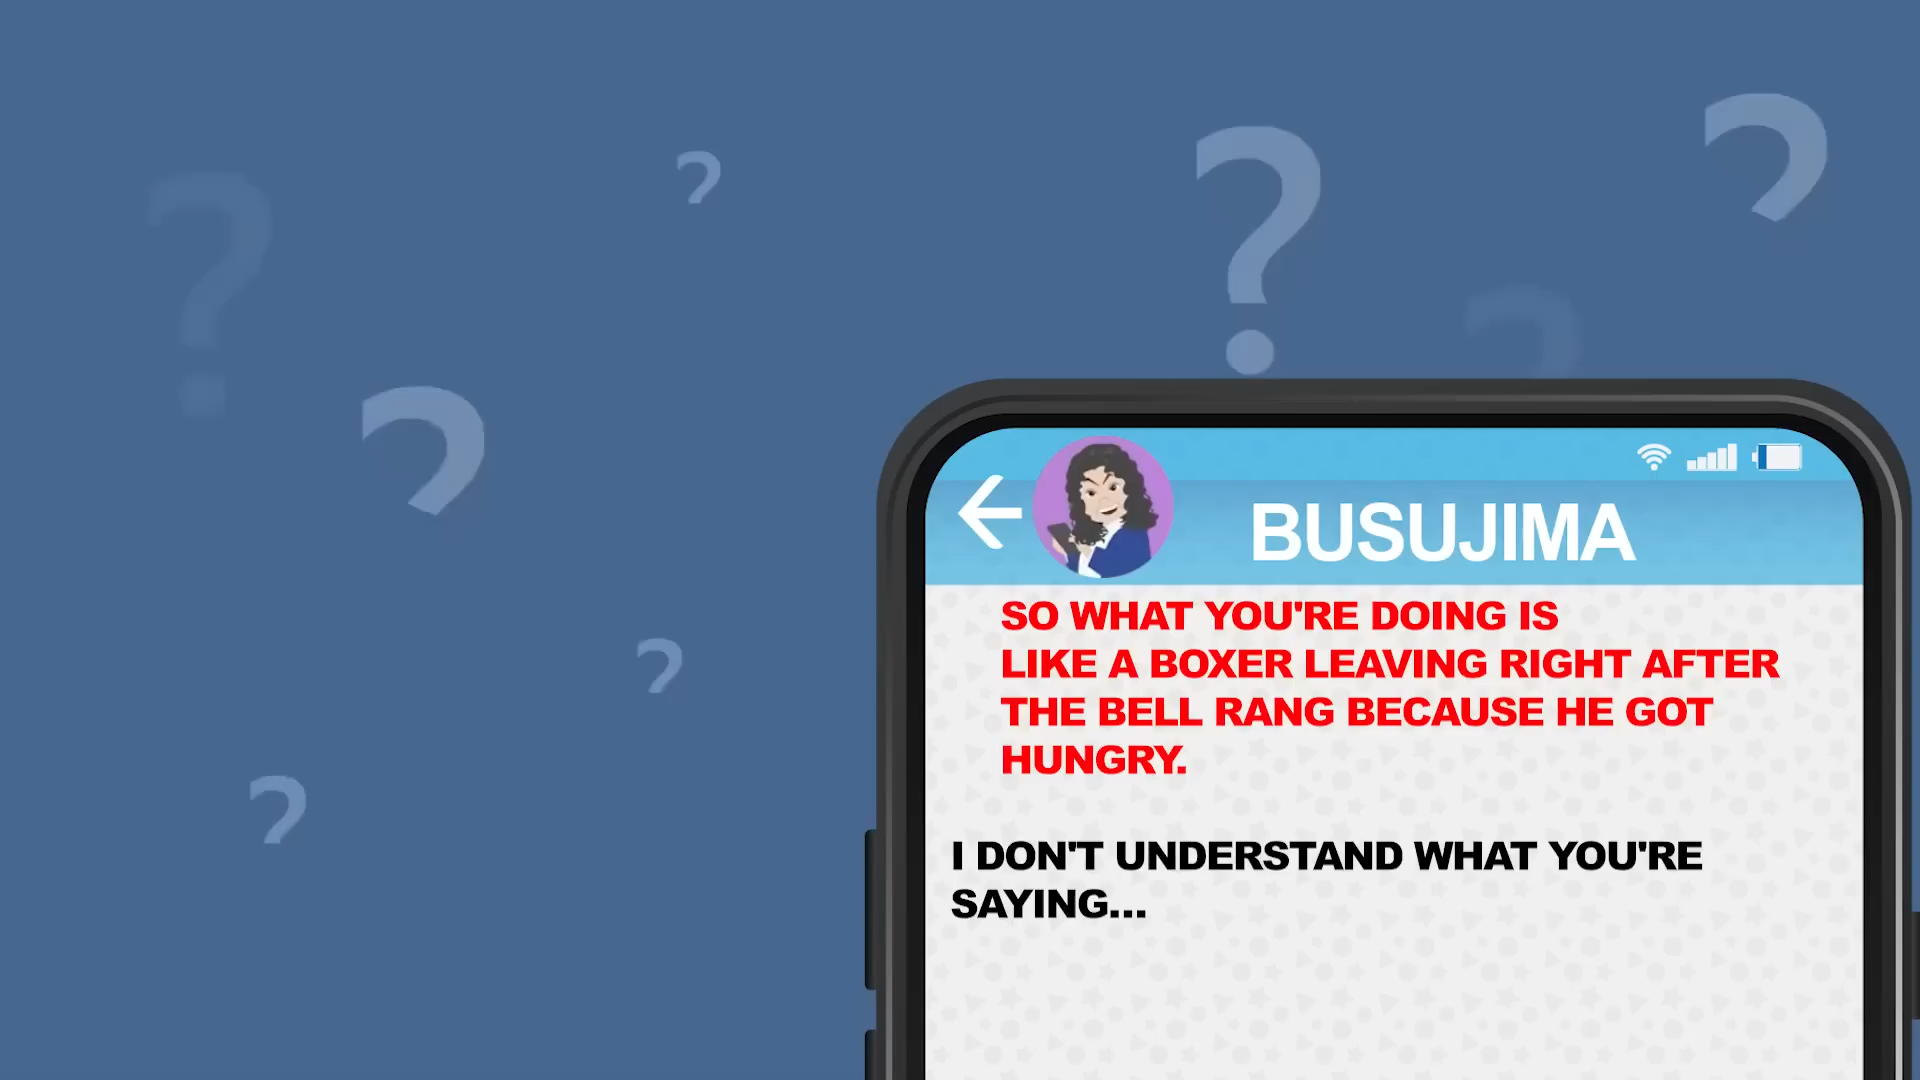 BUSUJIMA
SO WHAT YOU'RE DOING IS
LIKE A BOXER LEAVING RIGHT AFTER
THE BELL RANG BECAUSE HE GOT
HUNGRY.
I DON'T UNDERSTAND WHAT YOU'RE
SAYING...